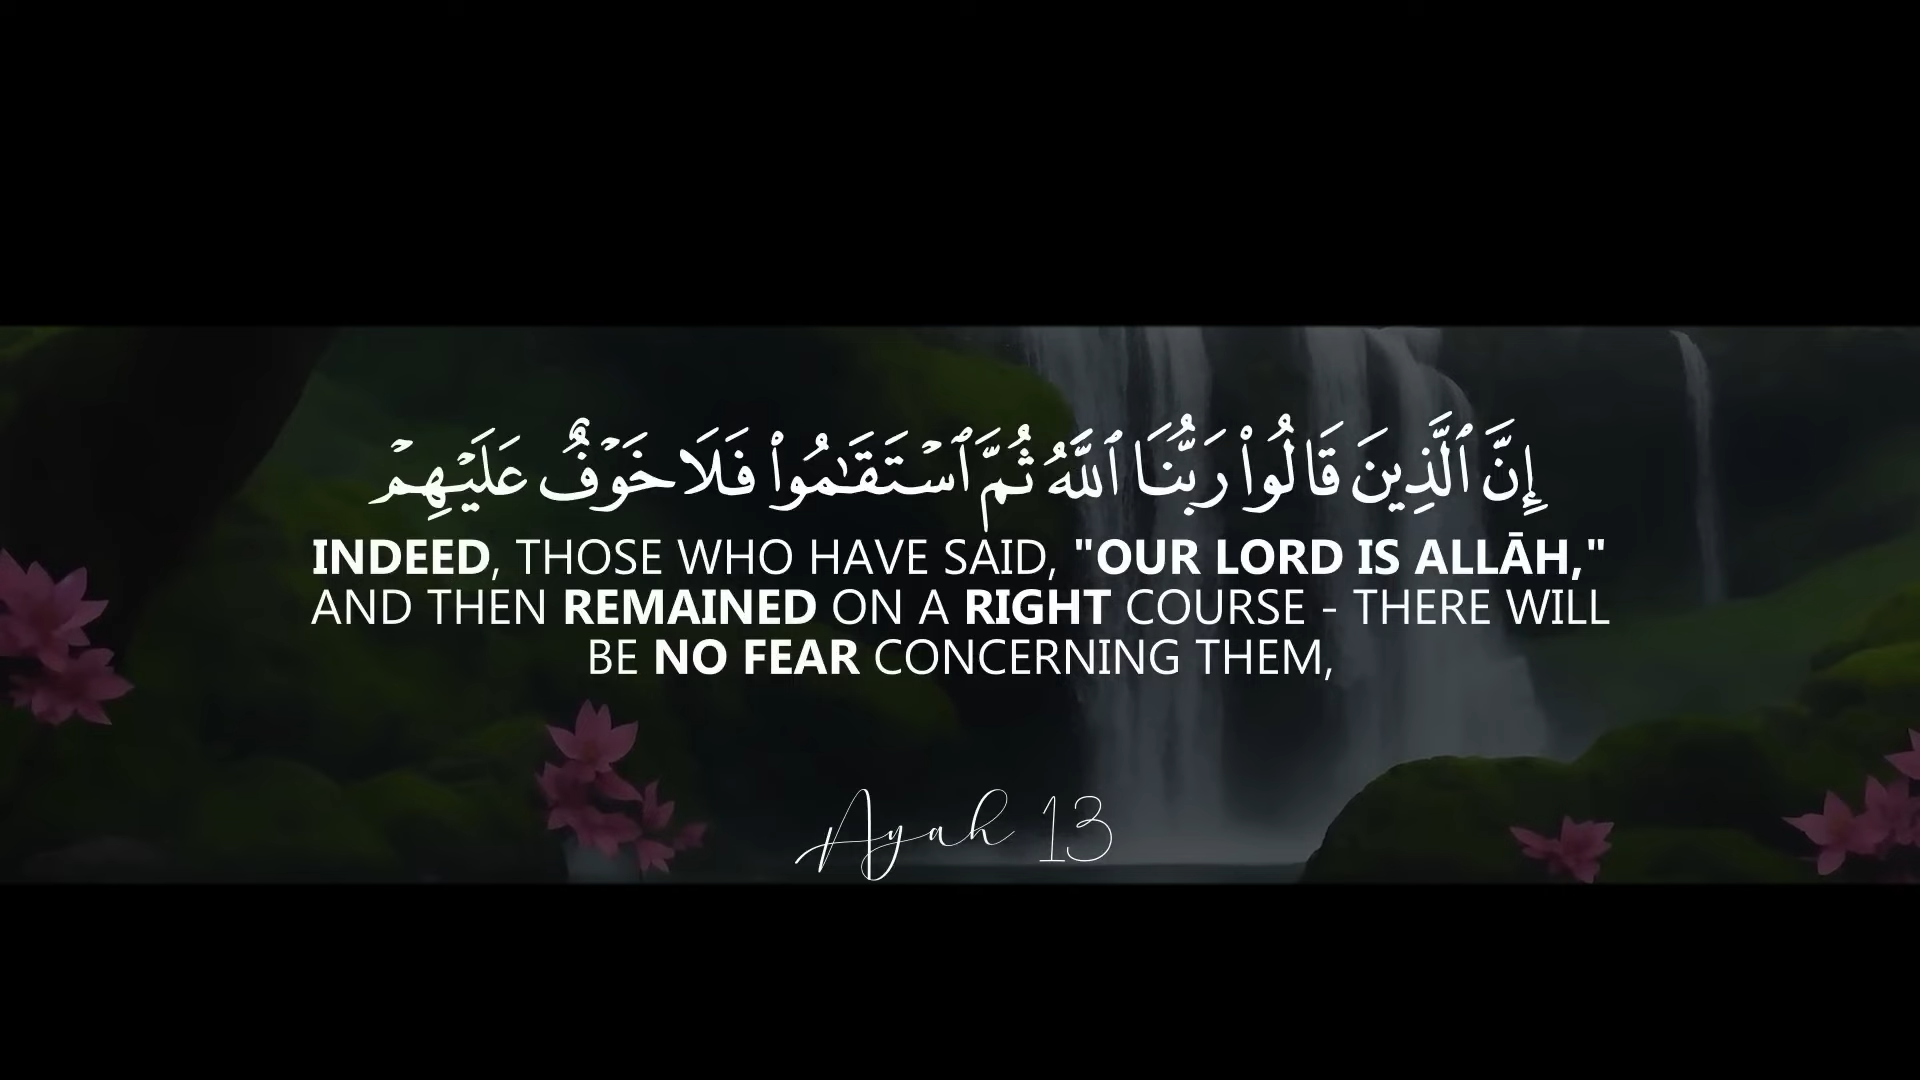 إِنَّ ٱلَّذِينَ قَالُوا۟ رَبُّنَا ٱللَّهُ ثُمَّ ٱسْتَقَـٰمُوا۟ فَلَا خَوْفٌ عَلَيْهِمْ
INDEED, THOSE WHO HAVE SAID, "OUR LORD IS ALLĀH,"
AND THEN REMAINED ON A RIGHT COURSE - THERE WILL
BE NO FEAR CONCERNING THEM,
Ayah 13